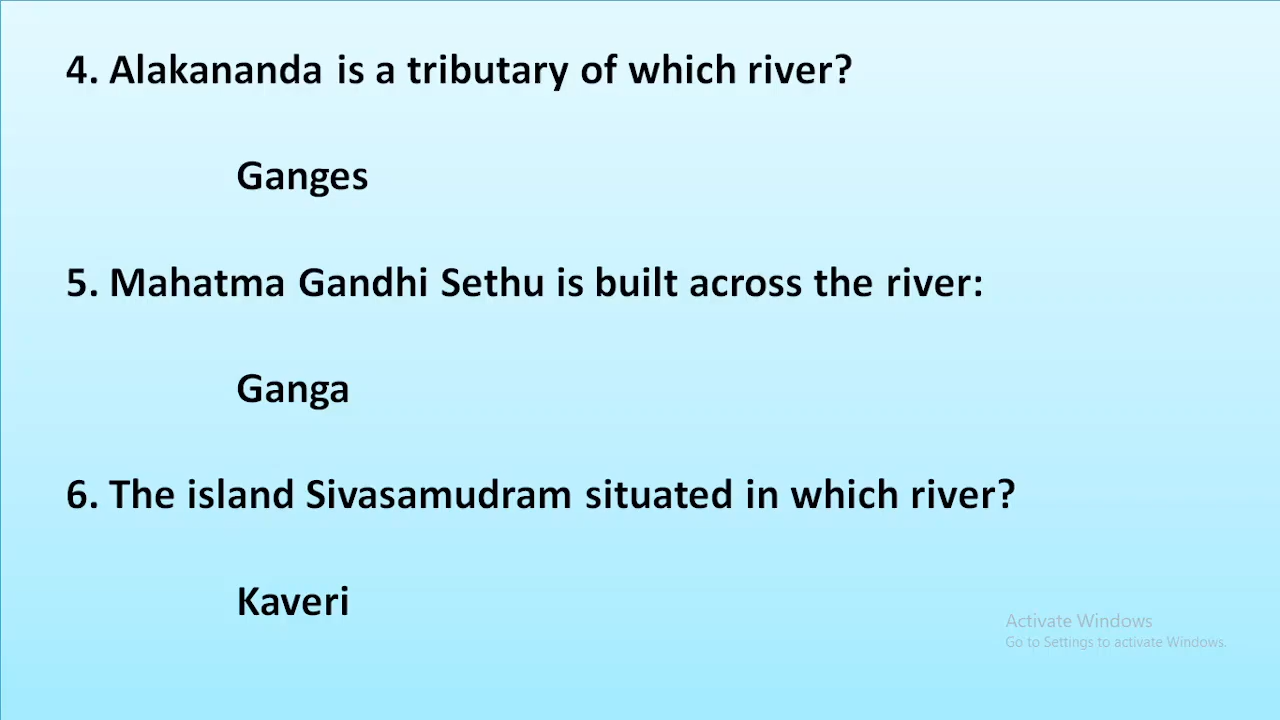 4. Alakananda is a tributary of which river?
Ganges
5. Mahatma Gandhi Sethu is built across the river:
Ganga
6. The island Sivasamudram situated in which river?
Kaveri
Activate Windows
Go to Settings to activate Windows.